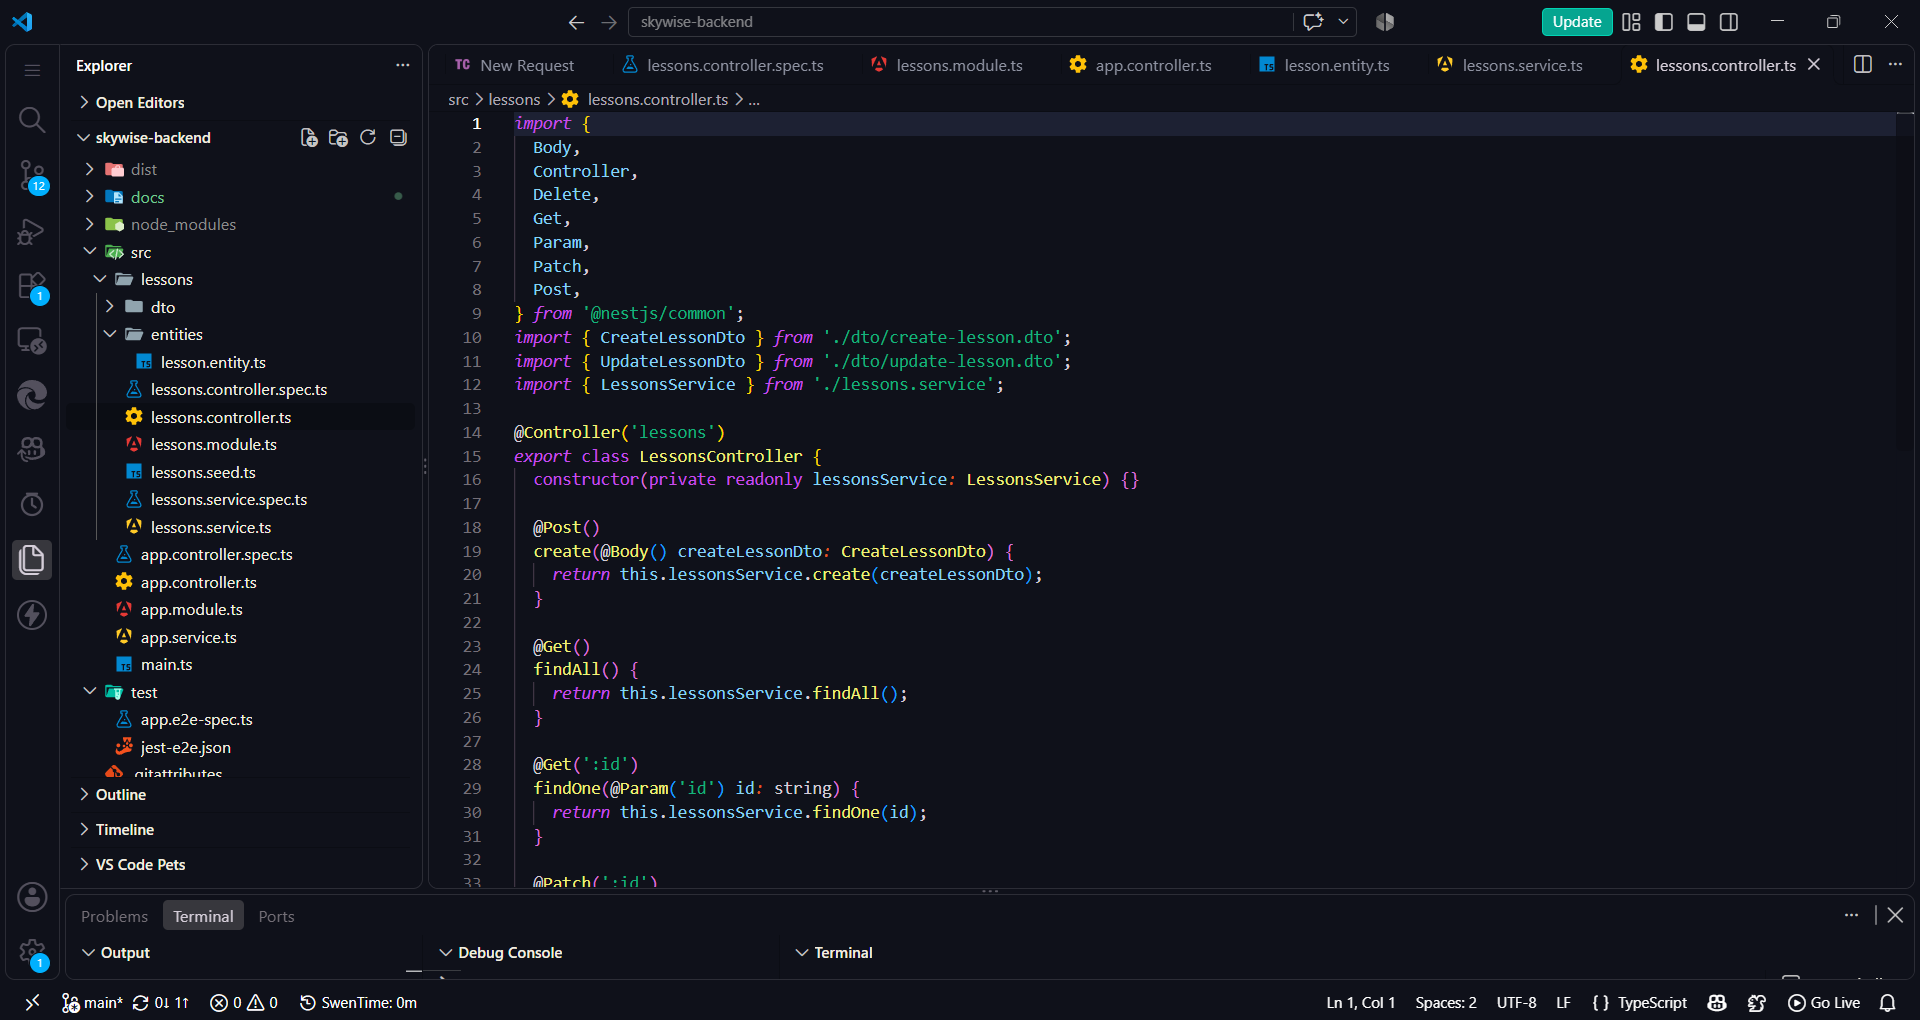 skywise-backend
Update
Explorer
Open Editors
skywise-backend
dist
docs
node_modules
src
lessons
dto
entities
lesson.entity.ts
lessons.controller.spec.ts
lessons.controller.ts
lessons.module.ts
lessons.seed.ts
lessons.service.spec.ts
lessons.service.ts
app.controller.spec.ts
app.controller.ts
app.module.ts
app.service.ts
main.ts
test
app.e2e-spec.ts
jest-e2e.json
.gitattributes
Outline
Timeline
VS Code Pets
12
1
1
TC New Request lessons.controller.spec.ts lessons.module.ts app.controller.ts TS lesson.entity.ts lessons.service.ts lessons.controller.ts
src > lessons > lessons.controller.ts > ...
1 import {
2 Body,
3 Controller,
4 Delete,
5 Get,
6 Param,
7 Patch,
8 Post,
9 } from '@nestjs/common';
10 import { CreateLessonDto } from './dto/create-lesson.dto';
11 import { UpdateLessonDto } from './dto/update-lesson.dto';
12 import { LessonsService } from './lessons.service';
13
14 @Controller('lessons')
15 export class LessonsController {
16 constructor(private readonly lessonsService: LessonsService) {}
17
18 @Post()
19 create(@Body() createLessonDto: CreateLessonDto) {
20 return this.lessonsService.create(createLessonDto);
21 }
22
23 @Get()
24 findAll() {
25 return this.lessonsService.findAll();
26 }
27
28 @Get(':id')
29 findOne(@Param('id') id: string) {
30 return this.lessonsService.findOne(id);
31 }
32
33 @Patch(':id')
Problems Terminal Ports
Output Debug Console Terminal
main* 0↓ 1↑ 0 0 SwenTime: 0m Ln 1, Col 1 Spaces: 2 UTF-8 LF {} TypeScript Go Live